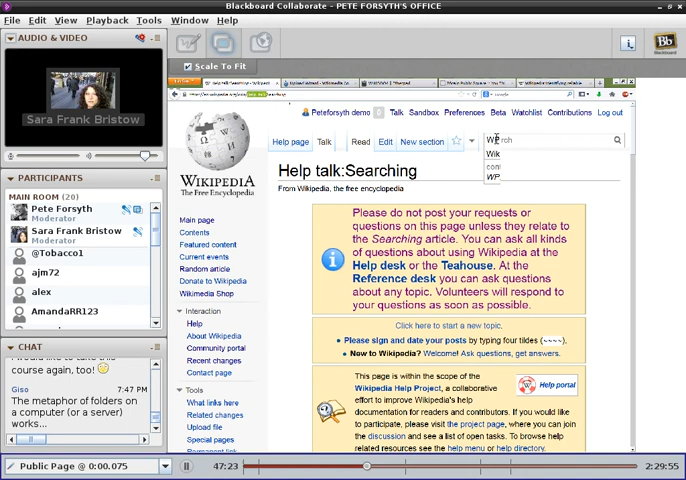 Blackboard Collaborate - PETE FORSYTH'S OFFICE
File Edit View Playback Tools Window Help
AUDIO & VIDEO
Scale To Fit
Bb
Sara Frank Bristow
PARTICIPANTS
MAIN ROOM (20)
Pete Forsyth
Moderator
Sara Frank Bristow
Moderator
@Tobacco1
ajm72
alex
AmandaRR123
CHAT
I would like to take this
course again, too!
Giso 7:47 PM
The metaphor of folders on
a computer (or a server)
works...
Peteforsyth demo 0 Talk Sandbox Preferences Beta Watchlist Contributions Log out
Help page Talk Read Edit New section
Wik
WP
WIKIPEDIA
The Free Encyclopedia
Main page
Contents
Featured content
Current events
Random article
Donate to Wikipedia
Wikimedia Shop
Interaction
Help
About Wikipedia
Community portal
Recent changes
Contact page
Tools
What links here
Related changes
Upload file
Special pages
Help talk:Searching
From Wikipedia, the free encyclopedia
Please do not post your requests or
questions on this page unless they relate to
the Searching article. You can ask all kinds
of questions about using Wikipedia at the
Help desk or the Teahouse. At the
Reference desk you can ask questions
about any topic. Volunteers will respond to
your questions as soon as possible.
Click here to start a new topic.
Please sign and date your posts by typing four tildes (~~~~).
New to Wikipedia? Welcome! Ask questions, get answers.
This page is within the scope of the
Wikipedia Help Project, a collaborative
effort to improve Wikipedia's help
documentation for readers and contributors. If you would like
to participate, please visit the project page, where you can join
the discussion and see a list of open tasks. To browse help
related resources see the help menu or help directory.
Help portal
Public Page @ 0:00.075 47:23 2:29:55